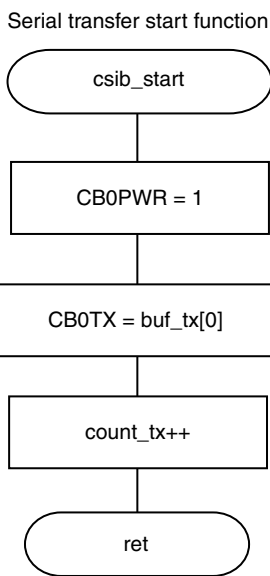 Serial transfer start function
csib_start
CB0PWR = 1
CB0TX = buf_tx[0]
count_tx++
ret